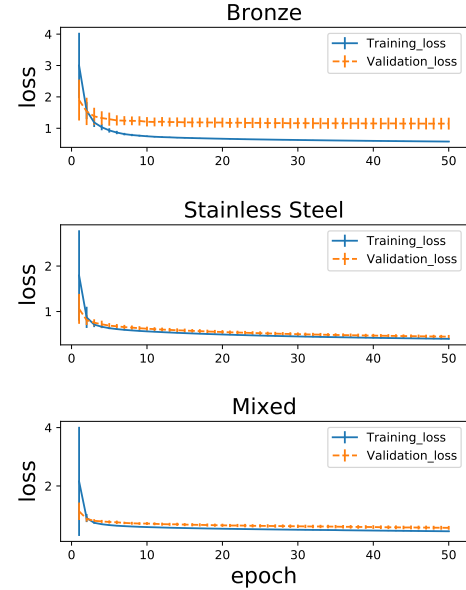 Bronze
4
3
2
1
loss
Training_loss
Validation_loss
0 10 20 30 40 50
Stainless Steel
2
1
loss
Training_loss
Validation_loss
0 10 20 30 40 50
Mixed
4
2
loss
Training_loss
Validation_loss
0 10 20 30 40 50
epoch